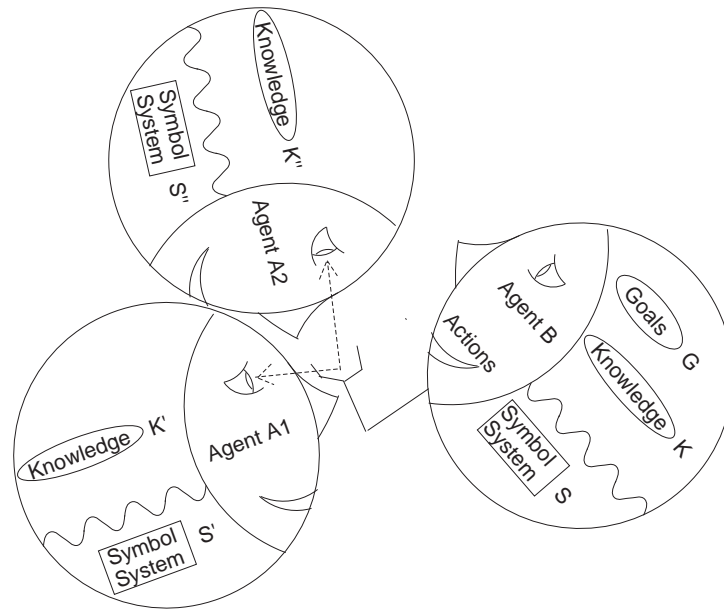 Knowledge
K"
Symbol
System
S"
Agent A2
Agent B
Actions
Goals
G
Knowledge
K
Symbol
System
S
Agent A1
Knowledge
K'
Symbol
System
S'